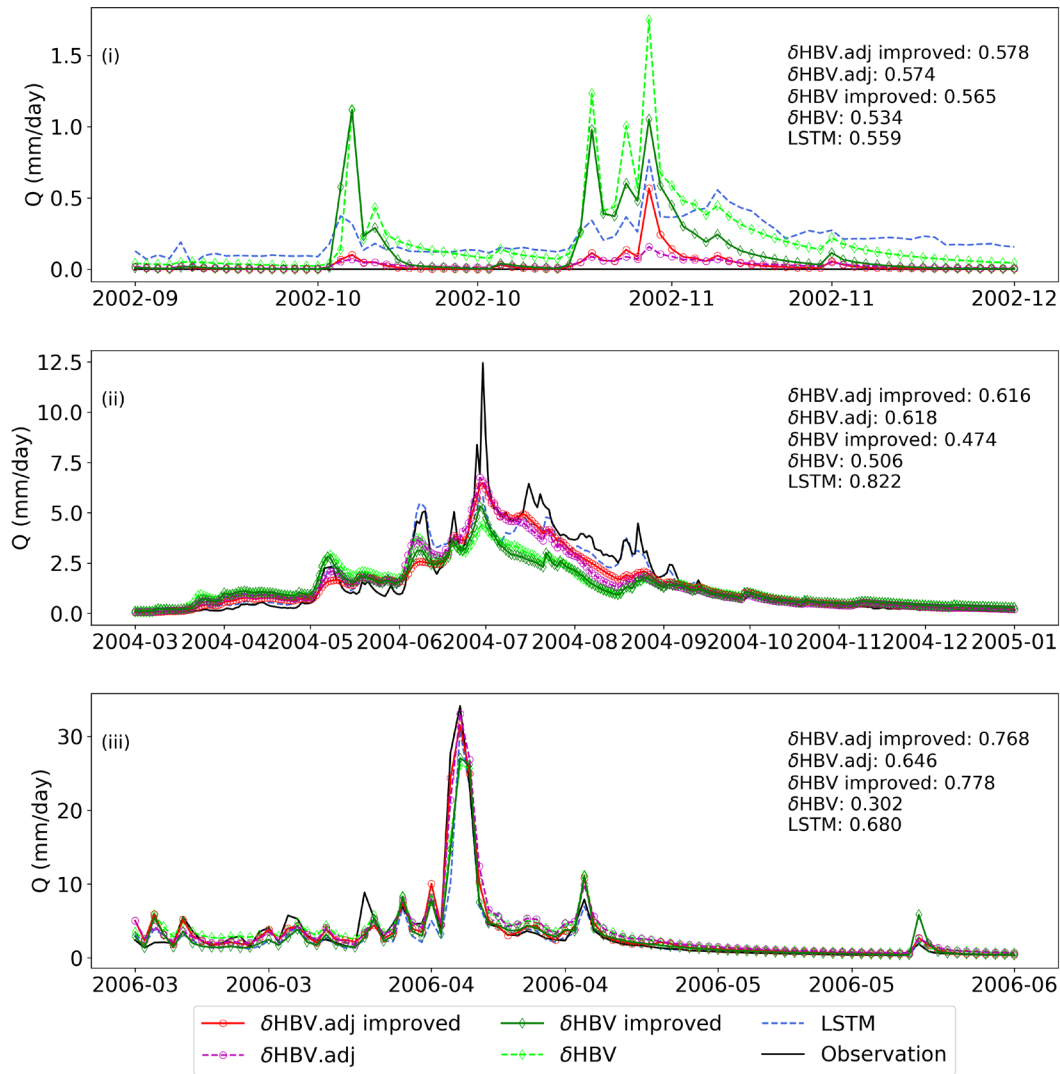 (i)
δHBV.adj improved: 0.578
δHBV.adj: 0.574
δHBV improved: 0.565
δHBV: 0.534
LSTM: 0.559
Q (mm/day)
1.5
1.0
0.5
0.0
2002-09 2002-10 2002-10 2002-11 2002-11 2002-12
(ii)
δHBV.adj improved: 0.616
δHBV.adj: 0.618
δHBV improved: 0.474
δHBV: 0.506
LSTM: 0.822
Q (mm/day)
12.5
10.0
7.5
5.0
2.5
0.0
2004-03 2004-04 2004-05 2004-06 2004-07 2004-08 2004-09 2004-10 2004-11 2004-12 2005-01
(iii)
δHBV.adj improved: 0.768
δHBV.adj: 0.646
δHBV improved: 0.778
δHBV: 0.302
LSTM: 0.680
Q (mm/day)
30
20
10
0
2006-03 2006-03 2006-04 2006-04 2006-05 2006-05 2006-06
δHBV.adj improved δHBV improved LSTM
δHBV.adj δHBV Observation